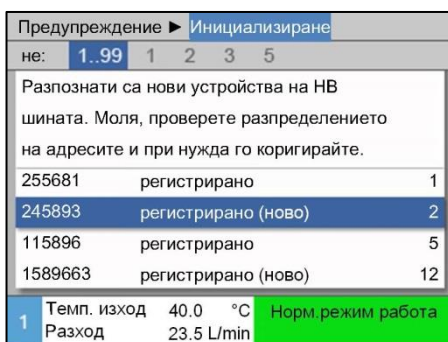 Предупреждение ► Инициализиране
не: 1..99 1 2 3 5
Разпознати са нови устройства на HB
шината. Моля, проверете разпределението
на адресите и при нужда го коригирайте.
255681 регистрирано 1
245893 регистрирано (ново) 2
115896 регистрирано 5
1589663 регистрирано (ново) 12
1 Темп. изход 40.0 °C Норм.режим работа
Разход 23.5 L/min